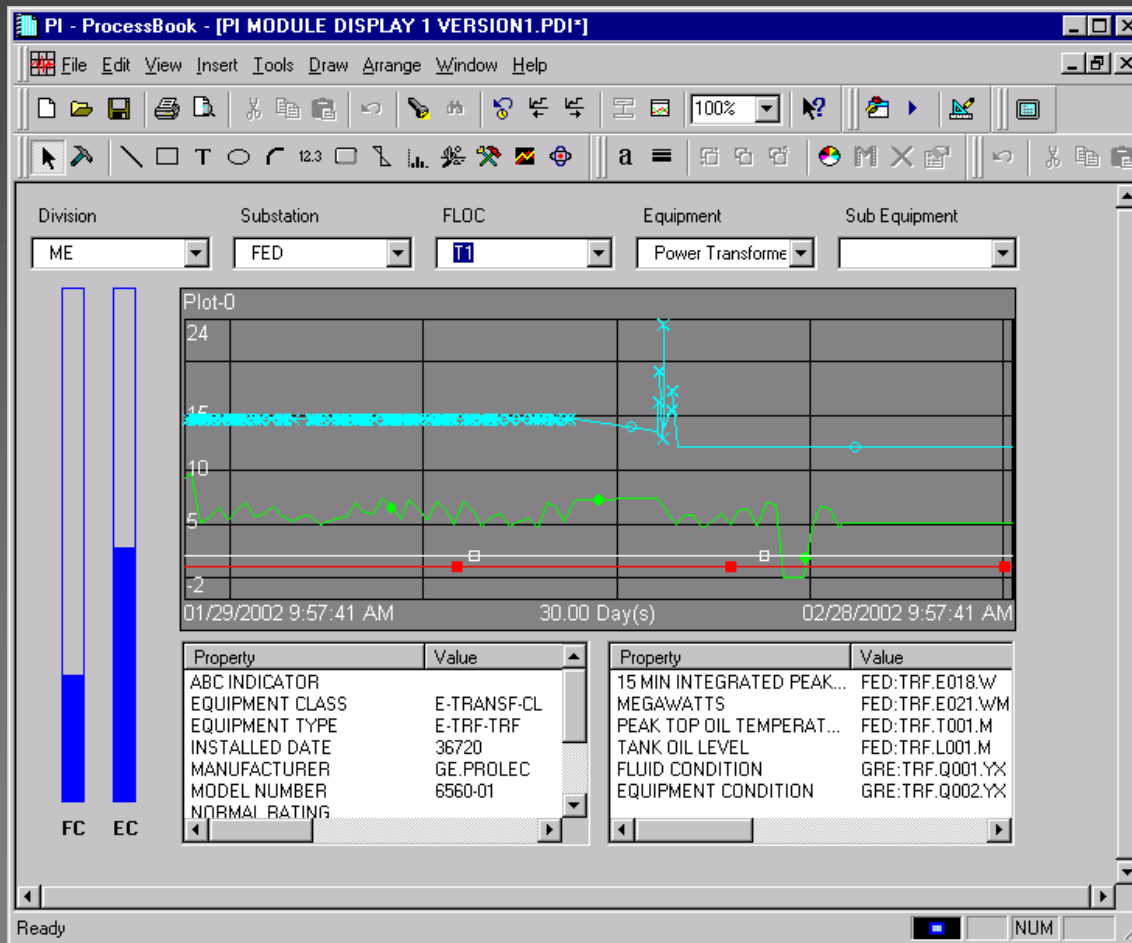 PI - ProcessBook - [PI MODULE DISPLAY 1 VERSION1.PDI*]
File Edit View Insert Tools Draw Arrange Window Help
100%
T 12.3
a
Division Substation FLOC Equipment Sub Equipment
ME FED T1 Power Transforme
Plot-0
24
15
10
5
-2
01/29/2002 9:57:41 AM 30.00 Day(s) 02/28/2002 9:57:41 AM
Property Value
ABC INDICATOR
EQUIPMENT CLASS E-TRANSF-CL
EQUIPMENT TYPE E-TRF-TRF
INSTALLED DATE 36720
MANUFACTURER GE.PROLEC
MODEL NUMBER 6560-01
NORMAL RATING
Property Value
15 MIN INTEGRATED PEAK... FED:TRF.E018.W
MEGAWATTS FED:TRF.E021.WM
PEAK TOP OIL TEMPERAT... FED:TRF.T001.M
TANK OIL LEVEL FED:TRF.L001.M
FLUID CONDITION GRE:TRF.Q001.YX
EQUIPMENT CONDITION GRE:TRF.Q002.YX
FC EC
Ready NUM